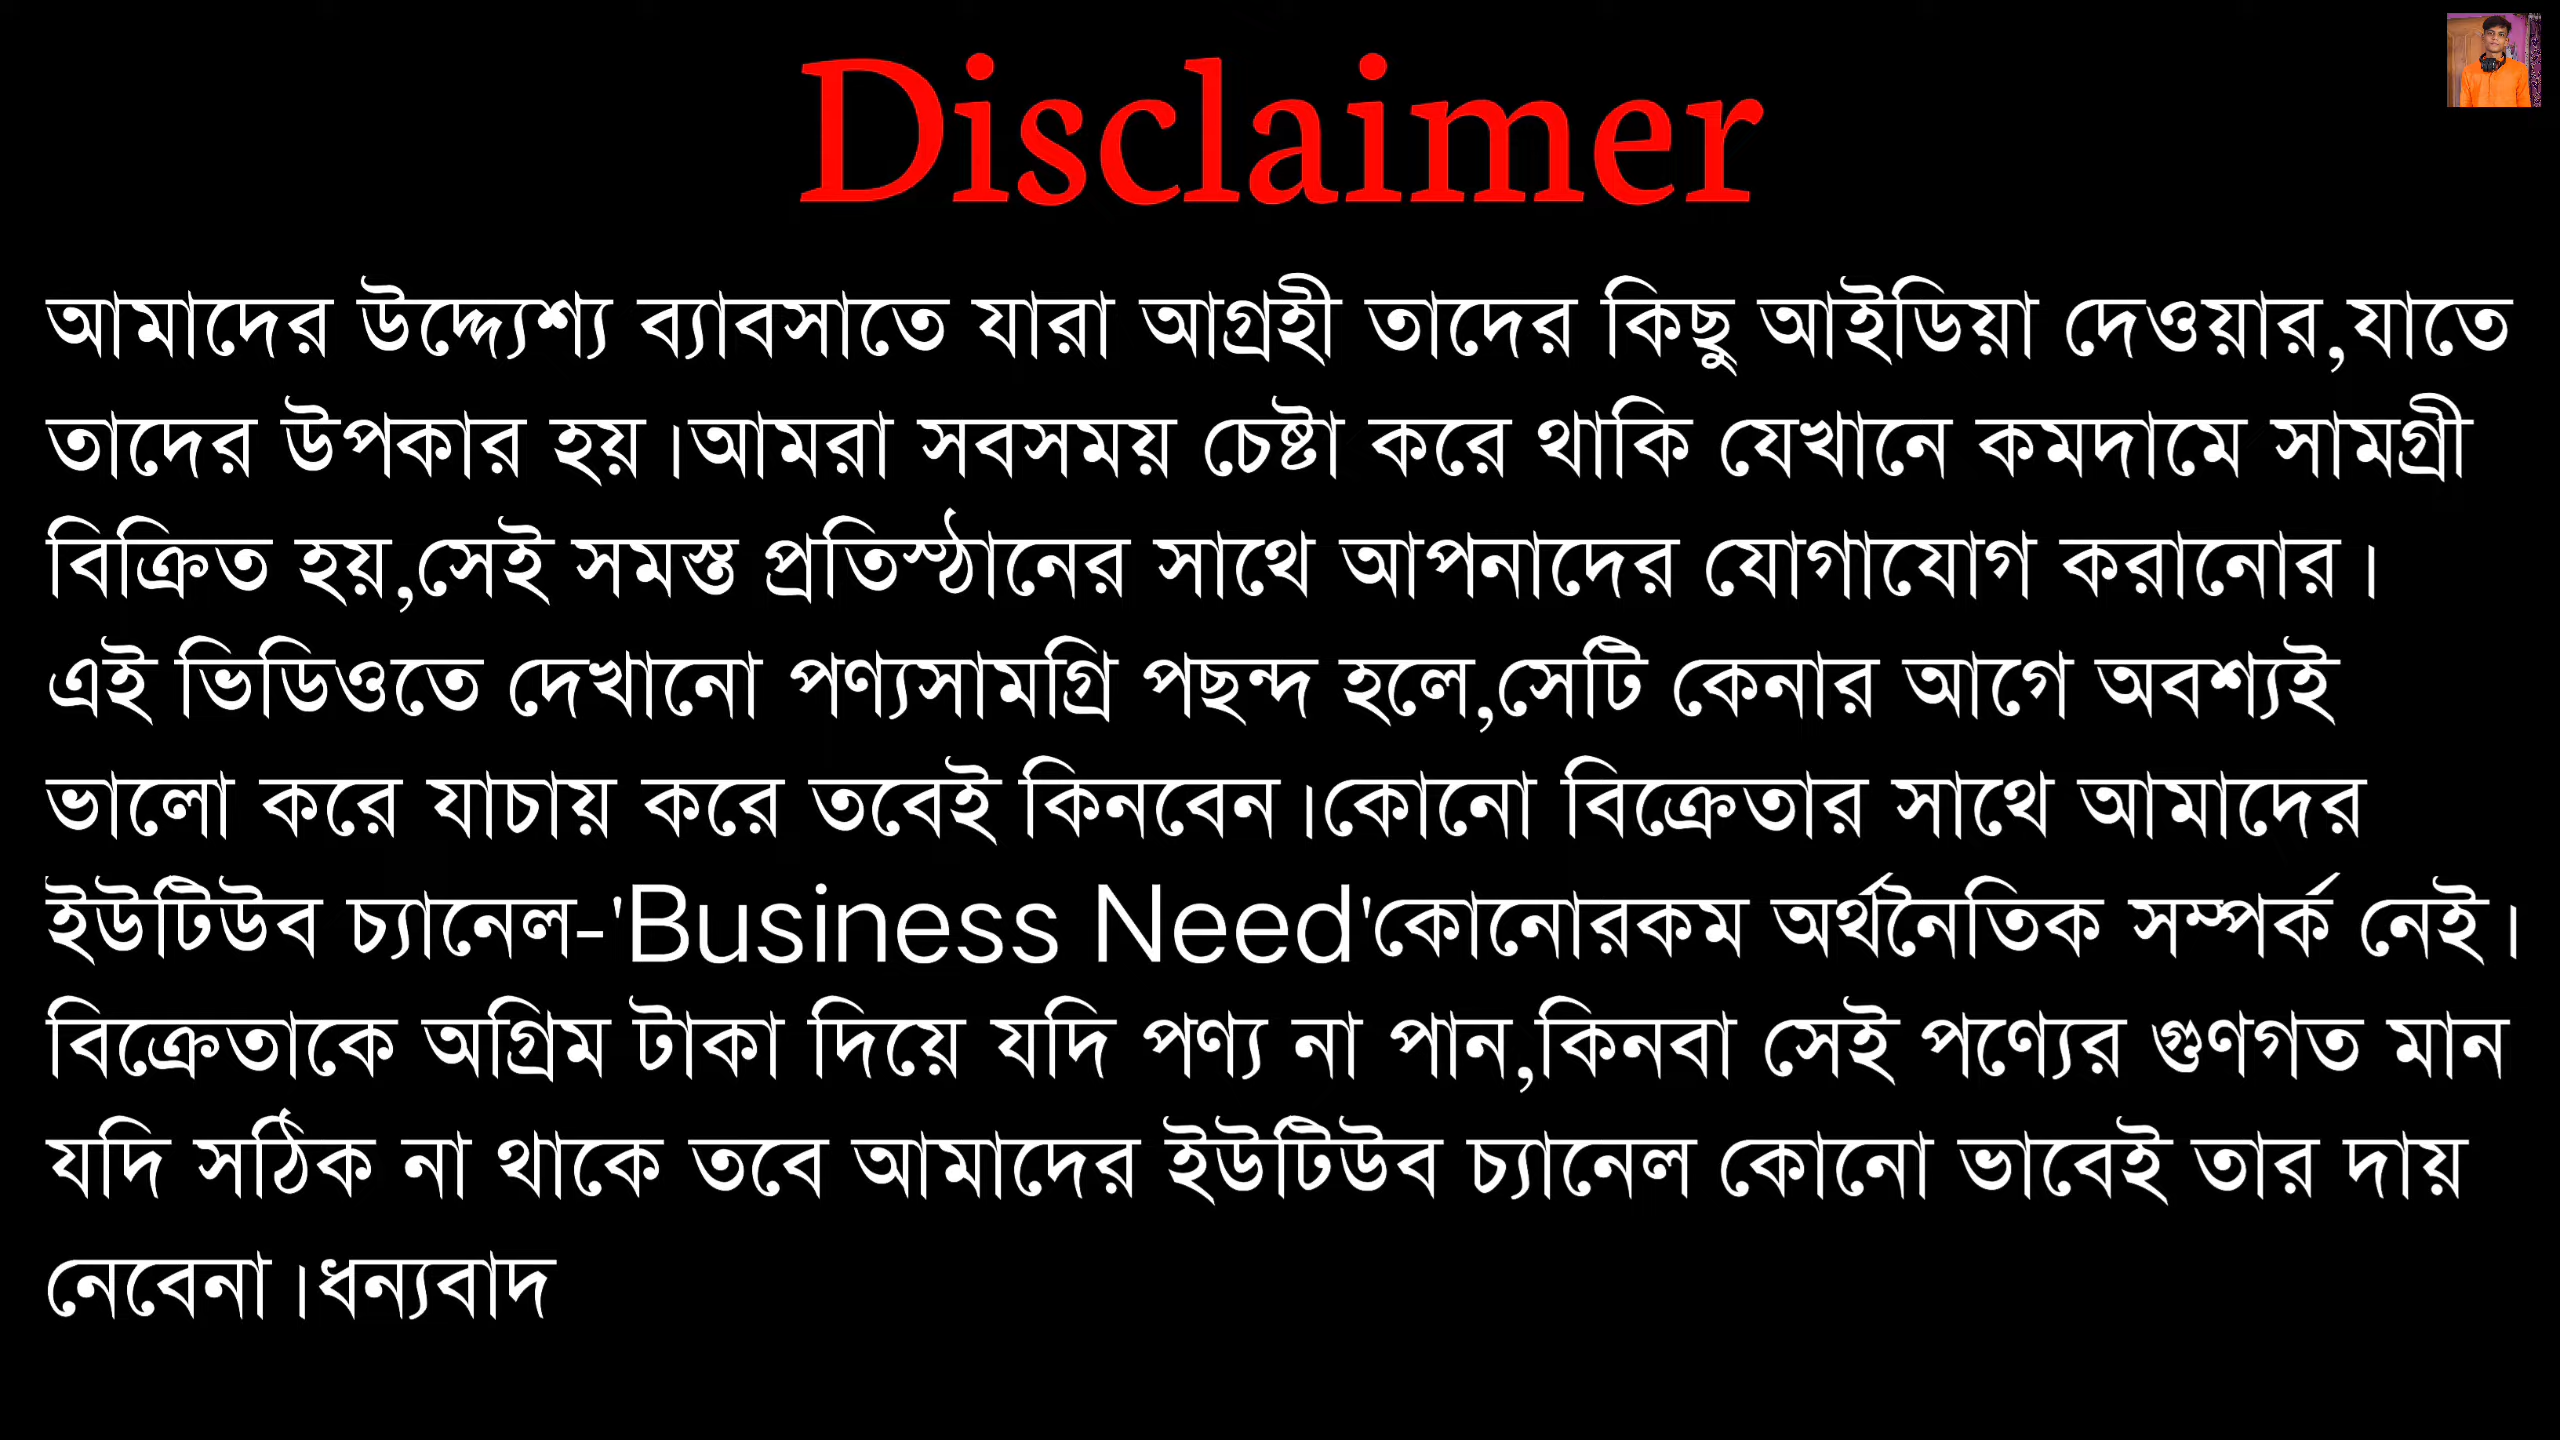 Disclaimer
আমাদের উদ্দ্যেশ্য ব্যাবসাতে যারা আগ্রহী তাদের কিছু আইডিয়া দেওয়ার,যাতে
তাদের উপকার হয়।আমরা সবসময় চেষ্টা করে থাকি যেখানে কমদামে সামগ্রী
বিক্রিত হয়,সেই সমস্ত প্রতিস্ঠানের সাথে আপনাদের যোগাযোগ করানোর।
এই ভিডিওতে দেখানো পণ্যসামগ্রি পছন্দ হলে,সেটি কেনার আগে অবশ্যই
ভালো করে যাচায় করে তবেই কিনবেন।কোনো বিক্রেতার সাথে আমাদের
ইউটিউব চ্যানেল-'Business Need'কোনোরকম অর্থনৈতিক সম্পর্ক নেই।
বিক্রেতাকে অগ্রিম টাকা দিয়ে যদি পণ্য না পান,কিনবা সেই পণ্যের গুণগত মান
যদি সঠিক না থাকে তবে আমাদের ইউটিউব চ্যানেল কোনো ভাবেই তার দায়
নেবেনা।ধন্যবাদ